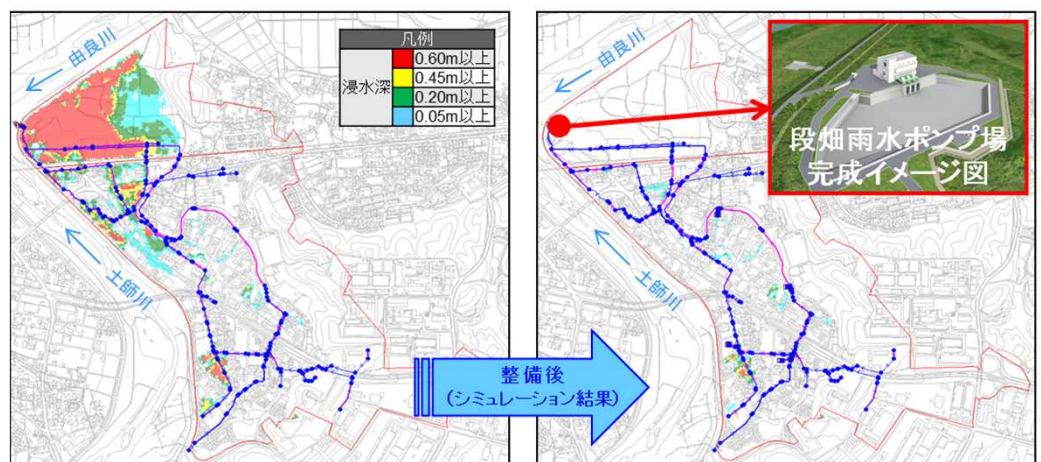 由良川
凡例
浸水深
0.60m以上
0.45m以上
0.20m以上
0.05m以上
土師川
由良川
段畑雨水ポンプ場
完成イメージ図
土師川
整備後
(シミュレーション結果)